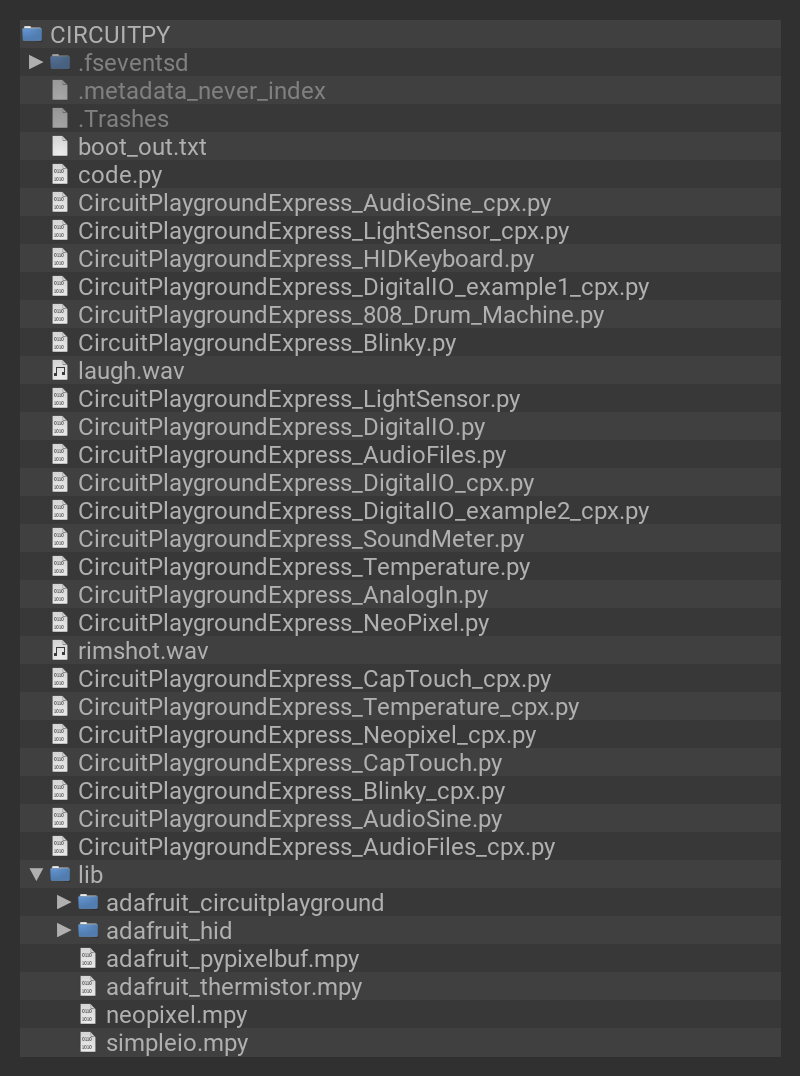 CIRCUITPY
.fseventsd
.metadata_never_index
.Trashes
boot_out.txt
code.py
CircuitPlaygroundExpress_AudioSine_cpx.py
CircuitPlaygroundExpress_LightSensor_cpx.py
CircuitPlaygroundExpress_HIDKeyboard.py
CircuitPlaygroundExpress_DigitalIO_example1_cpx.py
CircuitPlaygroundExpress_808_Drum_Machine.py
CircuitPlaygroundExpress_Blinky.py
laugh.wav
CircuitPlaygroundExpress_LightSensor.py
CircuitPlaygroundExpress_DigitalIO.py
CircuitPlaygroundExpress_AudioFiles.py
CircuitPlaygroundExpress_DigitalIO_cpx.py
CircuitPlaygroundExpress_DigitalIO_example2_cpx.py
CircuitPlaygroundExpress_SoundMeter.py
CircuitPlaygroundExpress_Temperature.py
CircuitPlaygroundExpress_AnalogIn.py
CircuitPlaygroundExpress_NeoPixel.py
rimshot.wav
CircuitPlaygroundExpress_CapTouch_cpx.py
CircuitPlaygroundExpress_Temperature_cpx.py
CircuitPlaygroundExpress_Neopixel_cpx.py
CircuitPlaygroundExpress_CapTouch.py
CircuitPlaygroundExpress_Blinky_cpx.py
CircuitPlaygroundExpress_AudioSine.py
CircuitPlaygroundExpress_AudioFiles_cpx.py
lib
adafruit_circuitplayground
adafruit_hid
adafruit_pypixelbuf.mpy
adafruit_thermistor.mpy
neopixel.mpy
simpleio.mpy